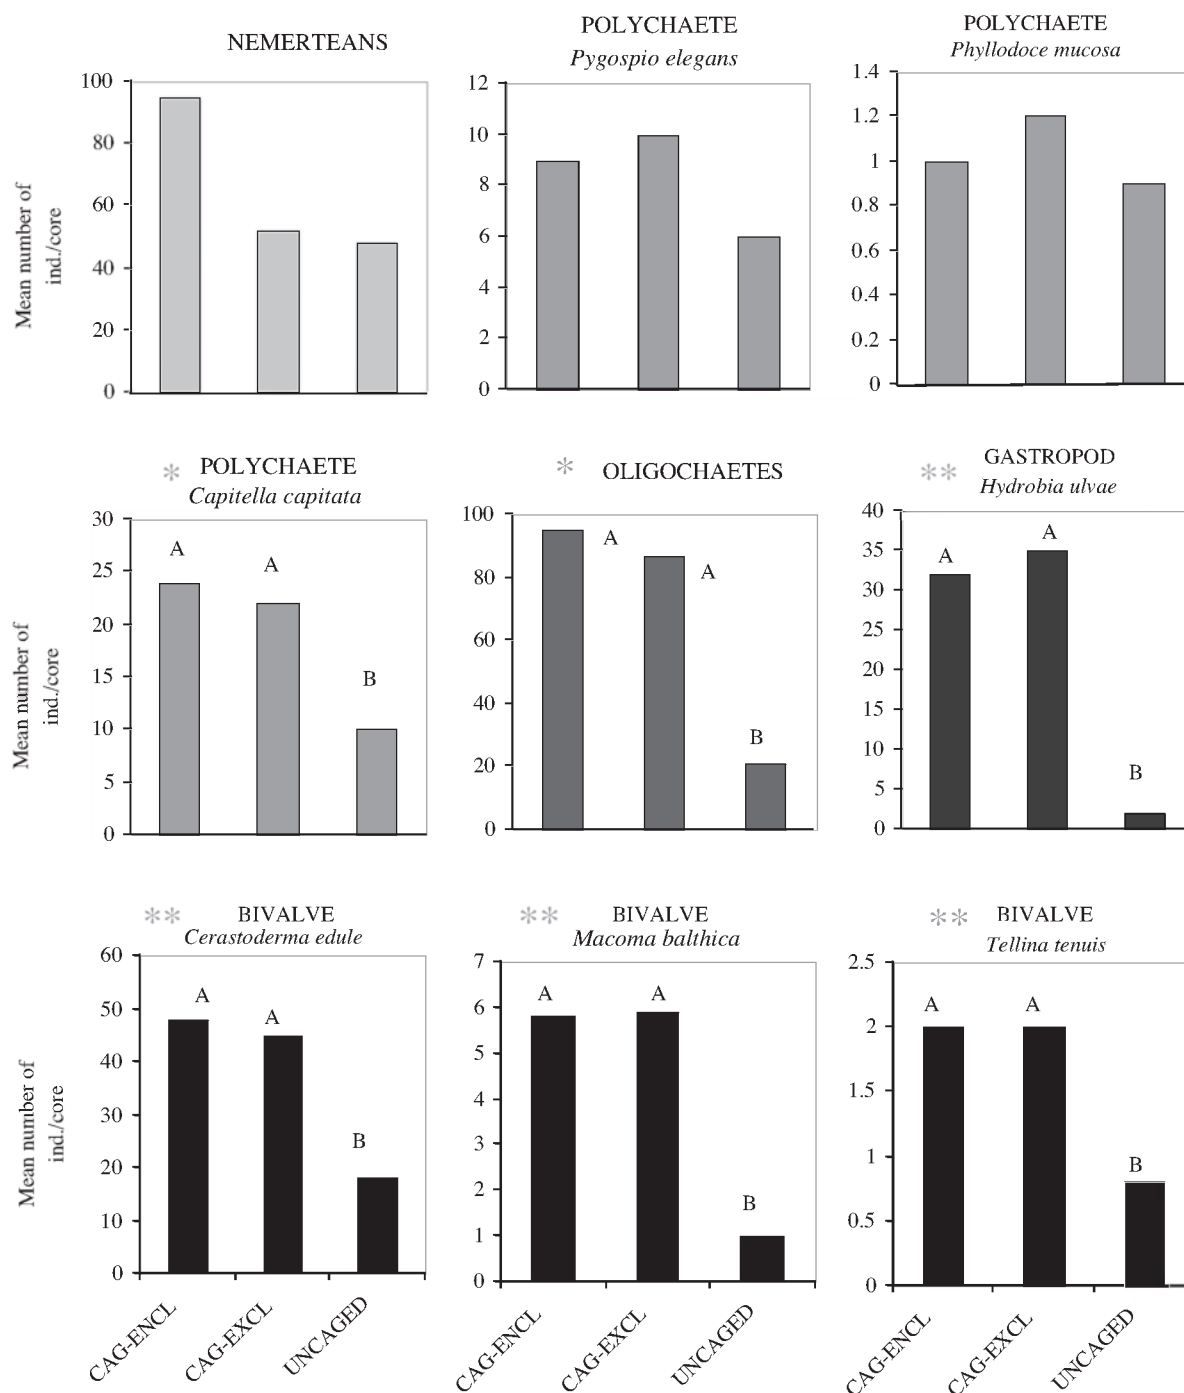 NEMERTEANS
100
80
60
40
20
0
Mean number of
ind./core
POLYCHAETE
Pygospio elegans
12
10
8
6
4
2
0
POLYCHAETE
Phyllodoce mucosa
1.4
1.2
1
0.8
0.6
0.4
0.2
0
* POLYCHAETE
Capitella capitata
30
25
20
15
10
5
0
A
A
B
Mean number of
ind./core
* OLIGOCHAETES
100
80
60
40
20
0
A
A
B
** GASTROPOD
Hydrobia ulvae
40
35
30
25
20
15
10
5
0
A
A
B
** BIVALVE
Cerastoderma edule
60
50
40
30
20
10
0
A
A
B
Mean number of
ind./core
CAG-ENCL
CAG-EXCL
UNCAGED
** BIVALVE
Macoma balthica
7
6
5
4
3
2
1
0
A
A
B
CAG-ENCL
CAG-EXCL
UNCAGED
** BIVALVE
Tellina tenuis
2.5
2
1.5
1
0.5
0
A
A
B
CAG-ENCL
CAG-EXCL
UNCAGED